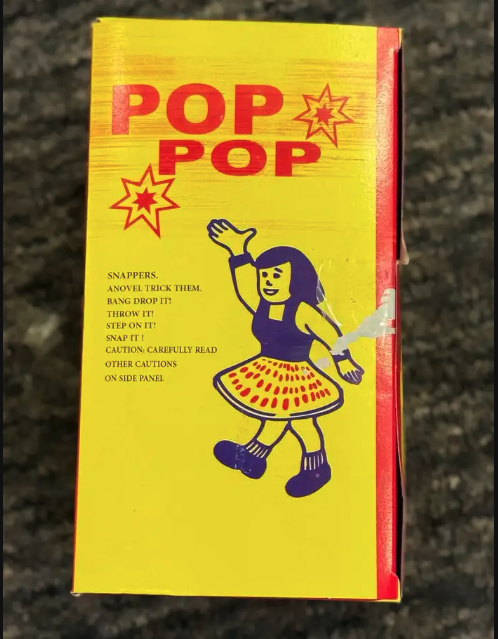 POP
POP
SNAPPERS.
ANOVEL TRICK THEM.
BANG DROP IT!
THROW IT!
STEP ON IT!
SNAP IT !
CAUTION: CAREFULLY READ
OTHER CAUTIONS
ON SIDE PANEL